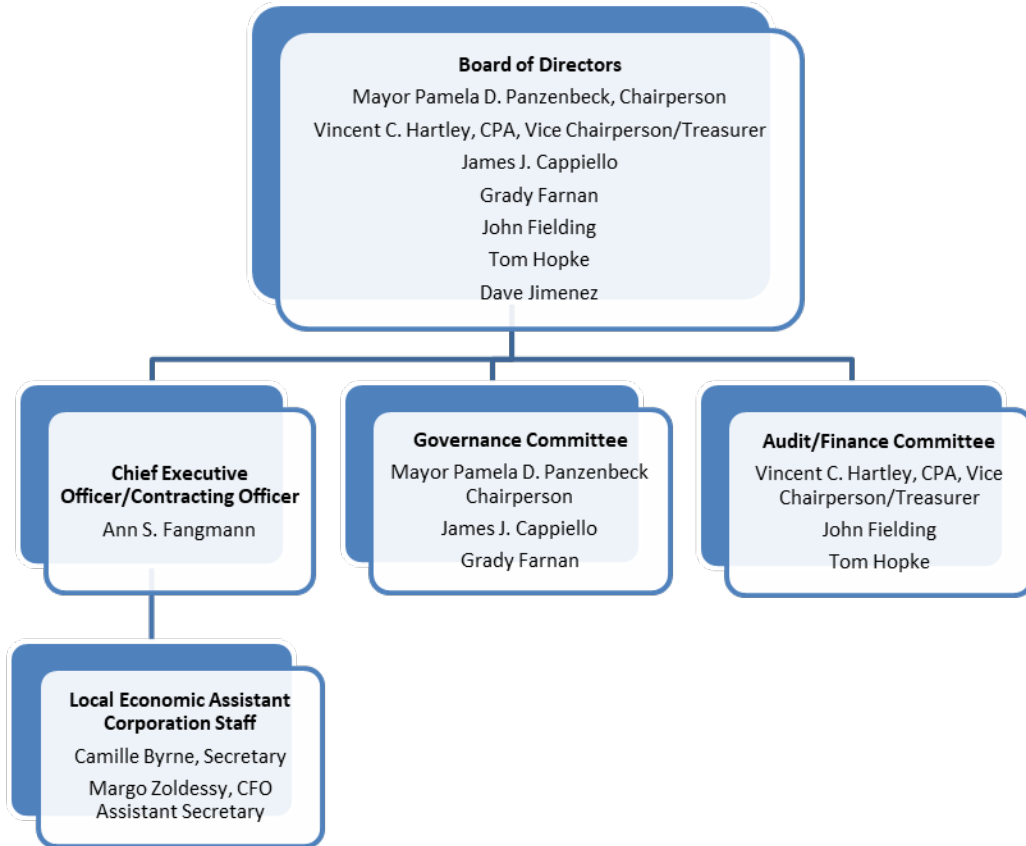 Board of Directors
Mayor Pamela D. Panzenbeck, Chairperson
Vincent C. Hartley, CPA, Vice Chairperson/Treasurer
James J. Cappiello
Grady Farnan
John Fielding
Tom Hopke
Dave Jimenez
Chief Executive
Officer/Contracting Officer
Ann S. Fangmann
Governance Committee
Mayor Pamela D. Panzenbeck
Chairperson
James J. Cappiello
Grady Farnan
Audit/Finance Committee
Vincent C. Hartley, CPA, Vice
Chairperson/Treasurer
John Fielding
Tom Hopke
Local Economic Assistant
Corporation Staff
Camille Byrne, Secretary
Margo Zoldessy, CFO
Assistant Secretary